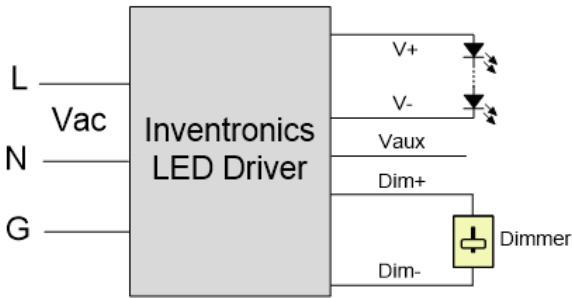 L
Vac
N
G
Inventronics
LED Driver
V+
V-
Vaux
Dim+
Dimmer
Dim-